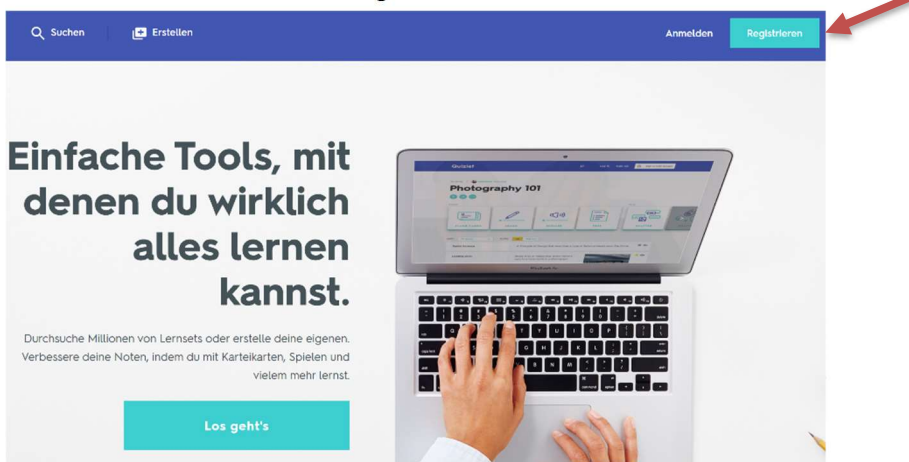 Suchen
Erstellen
Anmelden
Registrieren
Einfache Tools, mit
denen du wirklich
alles lernen
kannst.
Durchsuche Millionen von Lernsets oder erstelle deine eigenen.
Verbessere deine Noten, indem du mit Karteikarten, Spielen und
vielem mehr lernst.
Los geht's
Quizlet
Photography 101